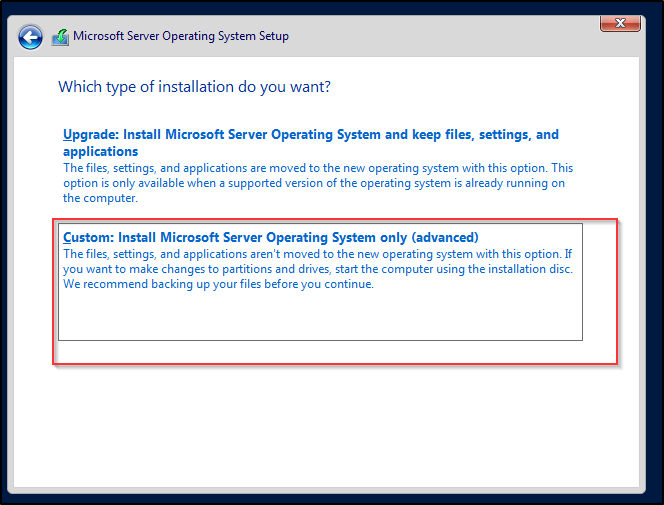 Microsoft Server Operating System Setup
Which type of installation do you want?
Upgrade: Install Microsoft Server Operating System and keep files, settings, and
applications
The files, settings, and applications are moved to the new operating system with this option. This
option is only available when a supported version of the operating system is already running on
the computer.
Custom: Install Microsoft Server Operating System only (advanced)
The files, settings, and applications aren't moved to the new operating system with this option. If
you want to make changes to partitions and drives, start the computer using the installation disc.
We recommend backing up your files before you continue.